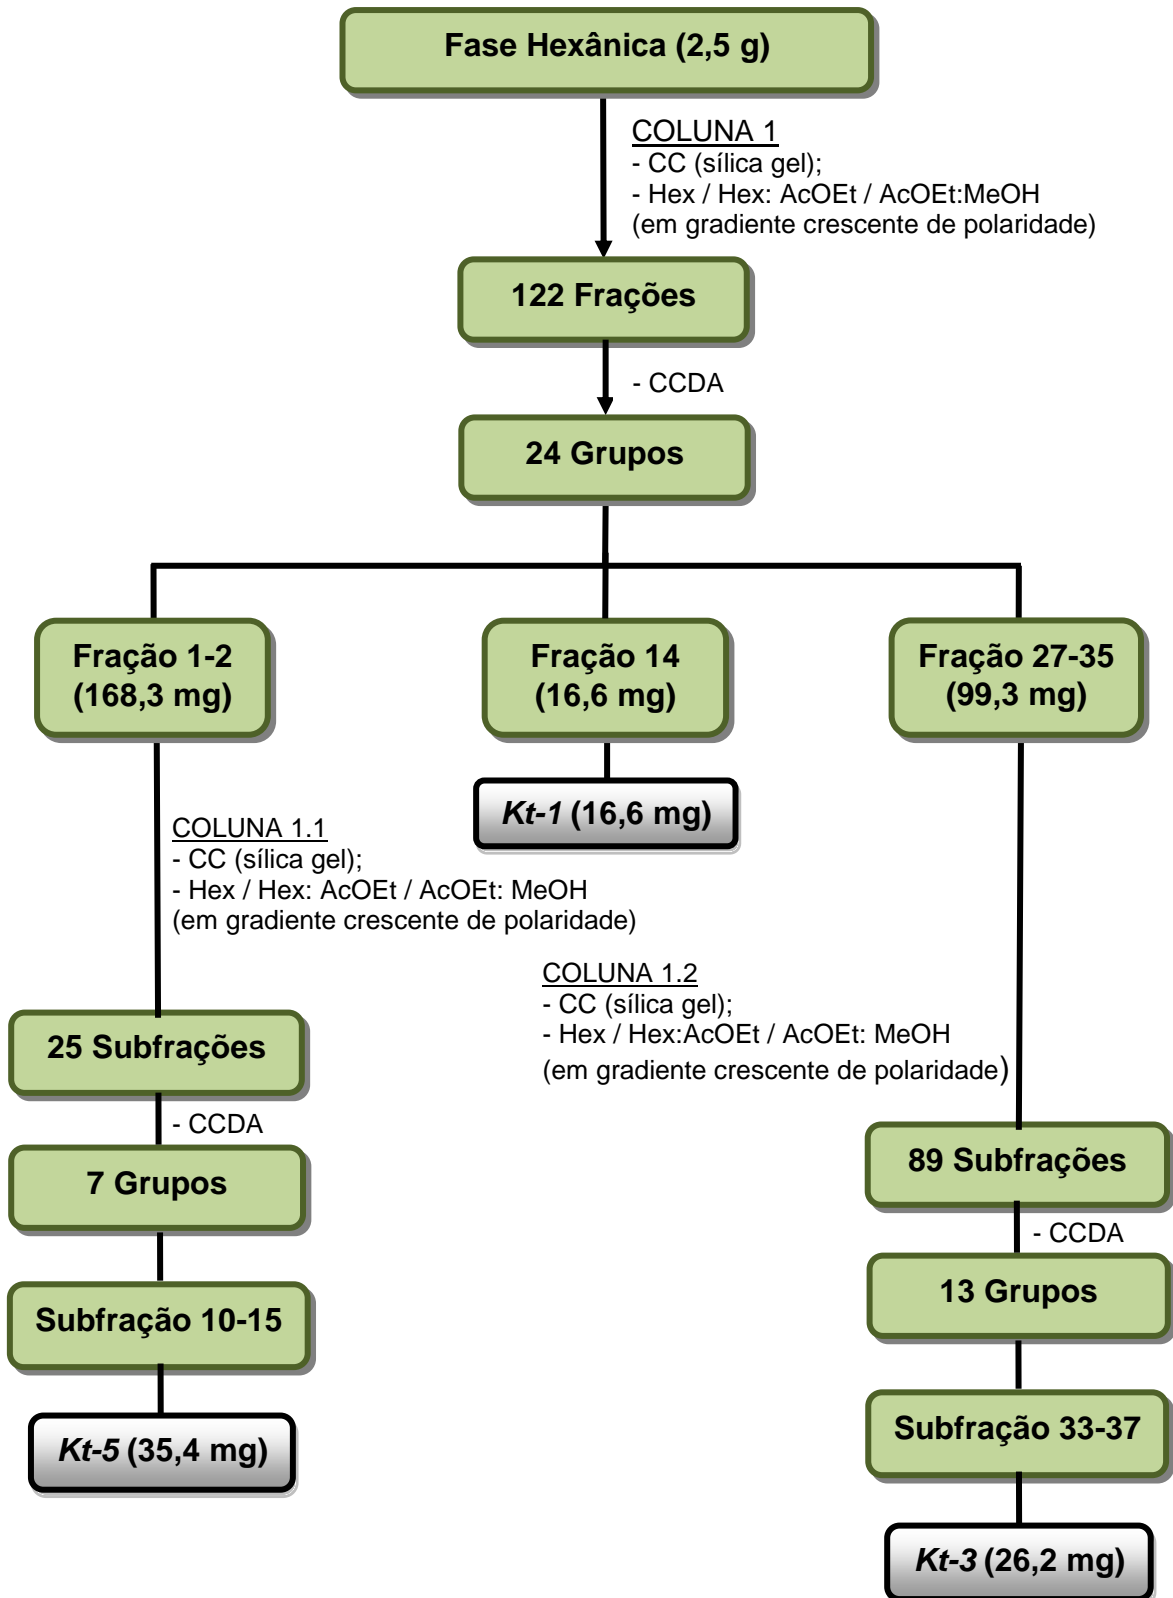 Fase Hexânica (2,5 g)
COLUNA 1
- CC (sílica gel);
- Hex / Hex: AcOEt / AcOEt:MeOH
(em gradiente crescente de polaridade)
122 Frações
- CCDA
24 Grupos
Fração 1-2
(168,3 mg)
Fração 14
(16,6 mg)
Fração 27-35
(99,3 mg)
Kt-1 (16,6 mg)
COLUNA 1.1
- CC (sílica gel);
- Hex / Hex: AcOEt / AcOEt: MeOH
(em gradiente crescente de polaridade)
COLUNA 1.2
- CC (sílica gel);
- Hex / Hex:AcOEt / AcOEt: MeOH
(em gradiente crescente de polaridade)
25 Subfrações
- CCDA
7 Grupos
Subfração 10-15
Kt-5 (35,4 mg)
89 Subfrações
- CCDA
13 Grupos
Subfração 33-37
Kt-3 (26,2 mg)